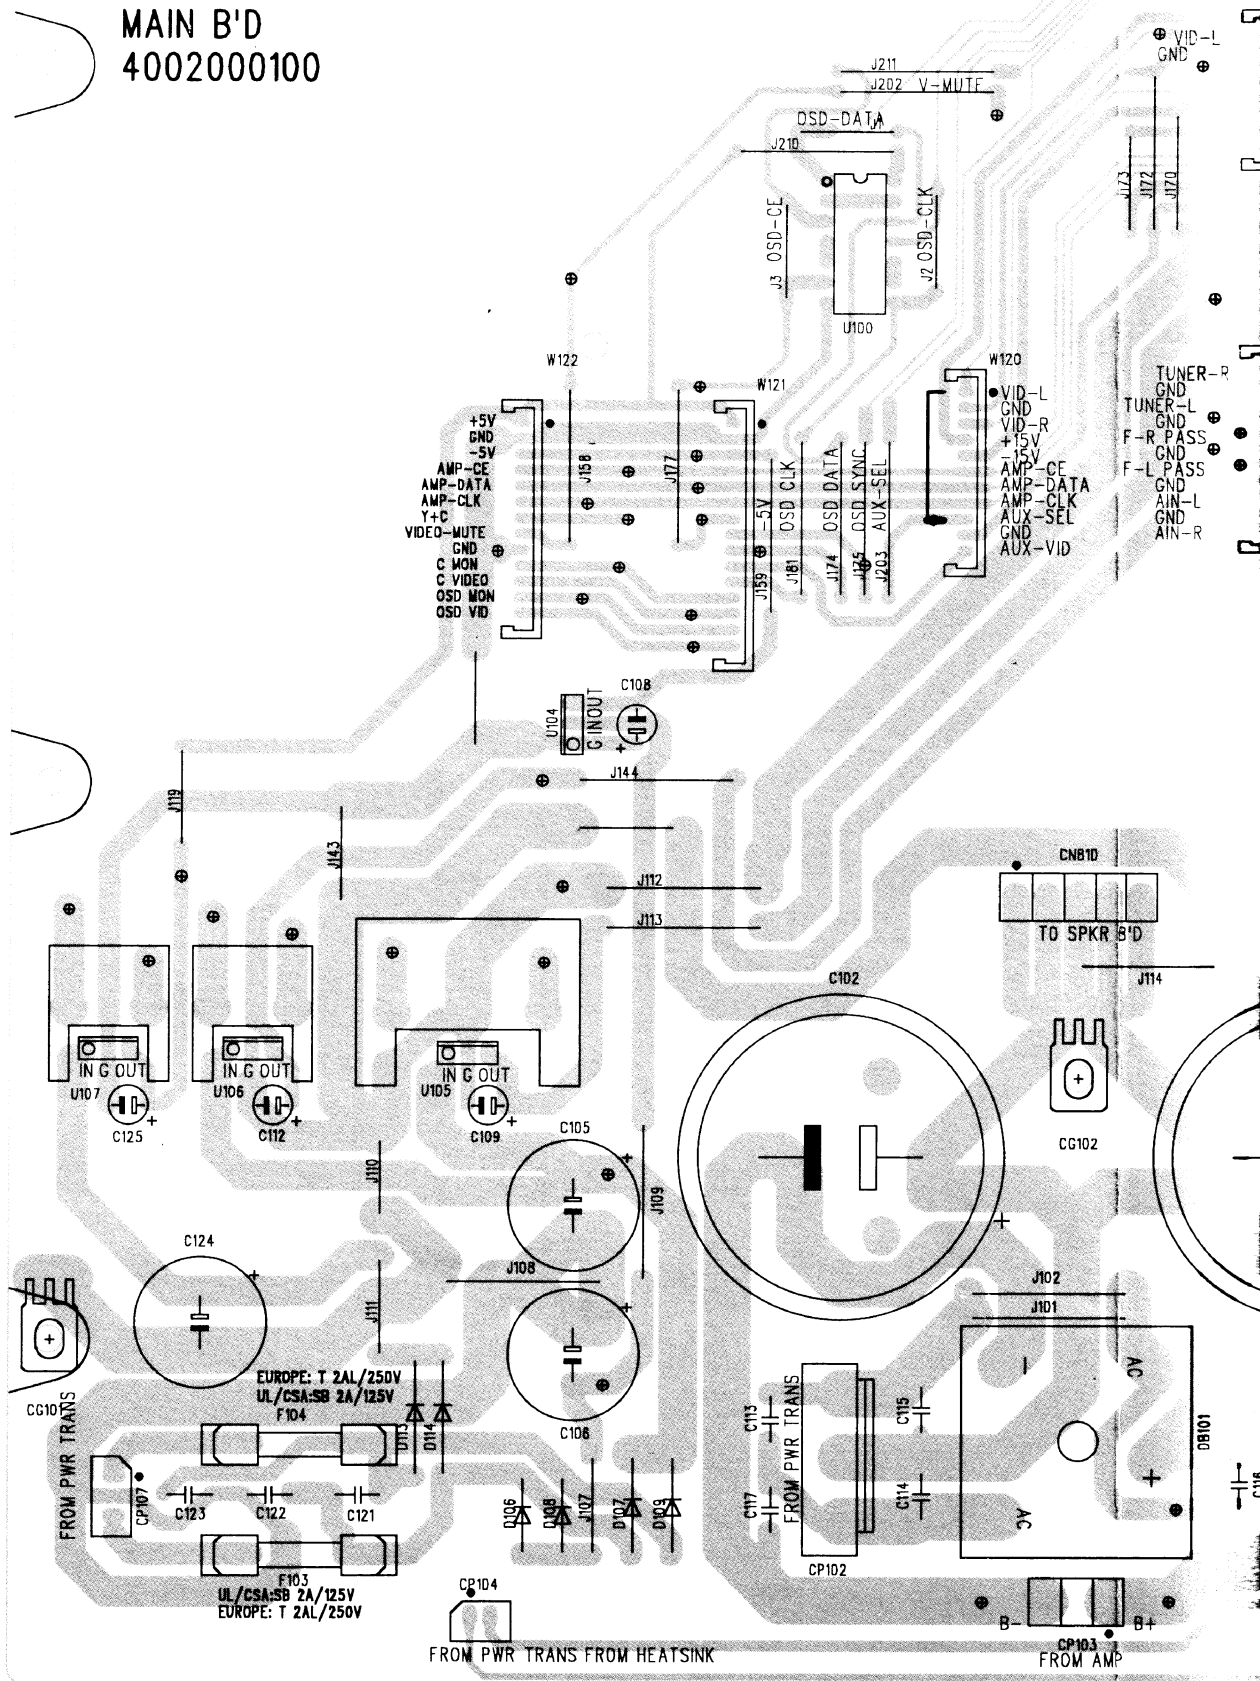 MAIN B'D
4002000100
VID-L
GND
J211
J202 V-MUTE
OSD-DATA
J1
J210
J173
J172
J170
J3 OSD-CE
J2 OSD-CLK
U100
W122
W121
W120
+5V
GND
-5V
AMP-CE
AMP-DATA
AMP-CLK
Y+C
VIDEO-MUTE
GND
C MON
C VIDEO
OSD MON
OSD VID
J158
J177
J159 -5V
J181 OSD CLK
J174 OSD DATA
J175 OSD SYNC
J203 AUX-SEL
VID-L
GND
VID-R
+15V
-15V
AMP-CE
AMP-DATA
AMP-CLK
AUX-SEL
GND
AUX-VID
TUNER-R
GND
TUNER-L
GND
F-R PASS
GND
F-L PASS
GND
AIN-L
GND
AIN-R
U104
G IN OUT
C108
+
J144
J119
J143
J112
J113
CN810
TO SPKR B'D
J114
C102
+
CG102
IN G OUT
U107
C125
+
IN G OUT
U106
C112
+
IN G OUT
U105
C109
+
C105
+
J110
J109
C124
+
J108
J111
J102
J101
CG101
EUROPE: T 2AL/250V
UL/CSA:SB 2A/125V
F104
D113
D114
C106
+
FROM PWR TRANS
CP107
C123
C122
C121
D106
D108
J107
D107
D109
C113
C117
FROM PWR TRANS
C115
C114
CP102
-
AC
+
AC
DB101
C116
F103
UL/CSA:SB 2A/125V
EUROPE: T 2AL/250V
CP104
FROM PWR TRANS FROM HEATSINK
B-
B+
CP103
FROM AMP